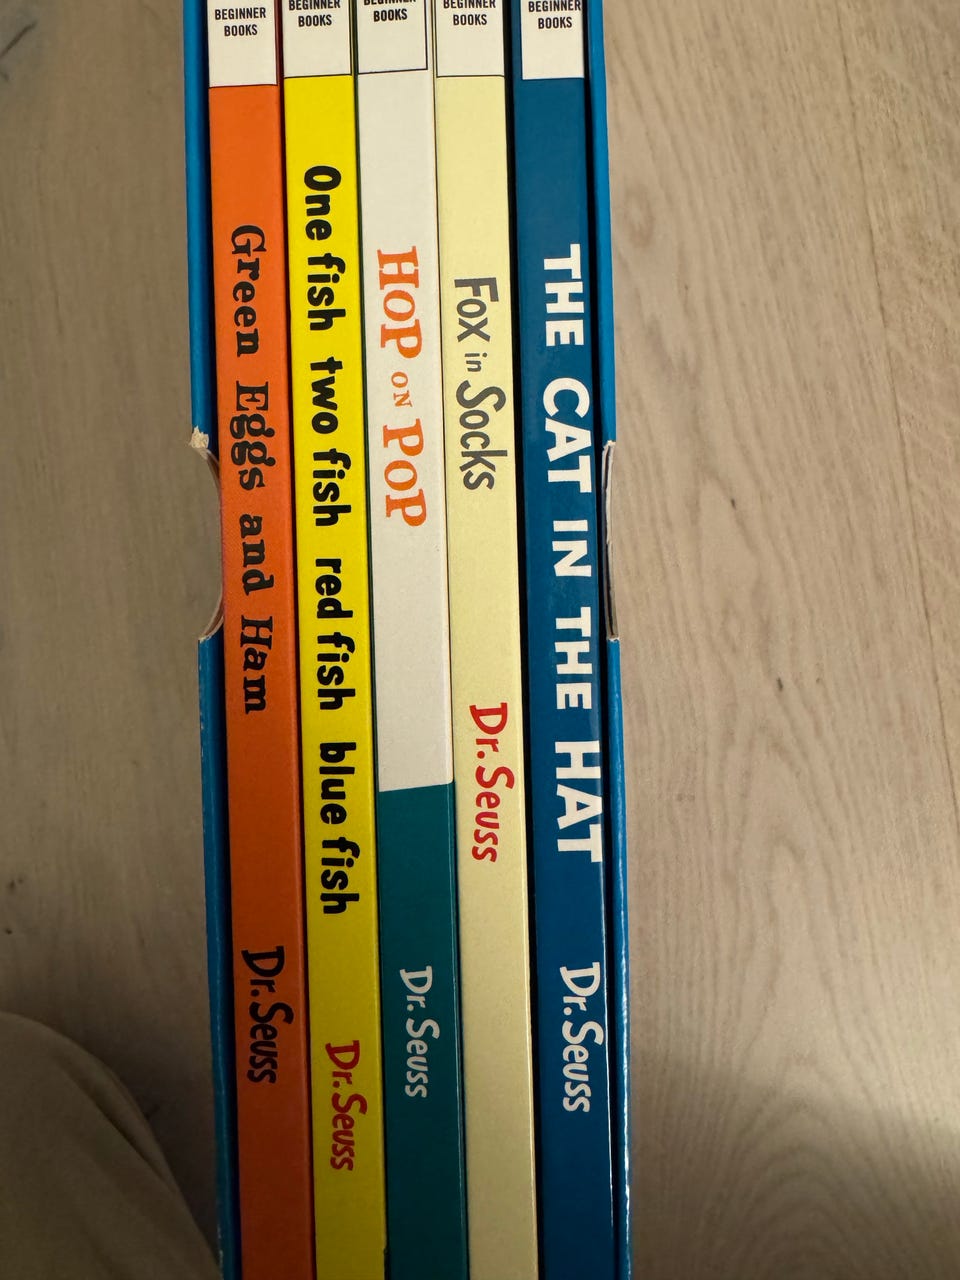 BEGINNER
BOOKS
Green Eggs and Ham
Dr. Seuss
BEGINNER
BOOKS
One fish two fish red fish blue fish
Dr. Seuss
BEGINNER
BOOKS
HOP ON POP
Dr. Seuss
BEGINNER
BOOKS
Fox in Socks
Dr. Seuss
BEGINNER
BOOKS
THE CAT IN THE HAT
Dr. Seuss